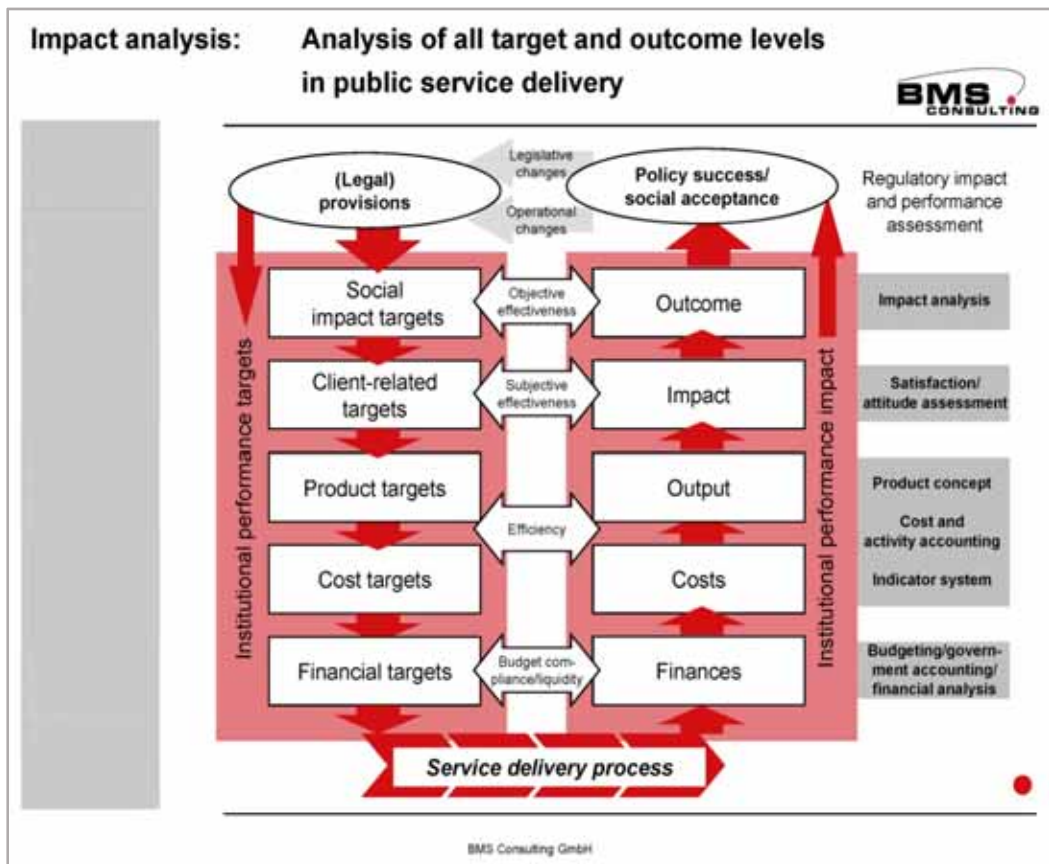 Impact analysis:
Analysis of all target and outcome levels
in public service delivery
BMS
CONSULTING
(Legal)
provisions
Legislative
changes
Operational
changes
Policy success/
social acceptance
Regulatory impact
and performance
assessment
Institutional performance targets
Social
impact targets
Objective
effectiveness
Outcome
Impact analysis
Client-related
targets
Subjective
effectiveness
Impact
Satisfaction/
attitude assessment
Product targets
Output
Efficiency
Cost targets
Costs
Product concept
Cost and
activity accounting
Indicator system
Financial targets
Budget com-
pliance/liquidity
Finances
Budgeting/govern-
ment accounting/
financial analysis
Institutional performance impact
Service delivery process
BMS Consulting GmbH